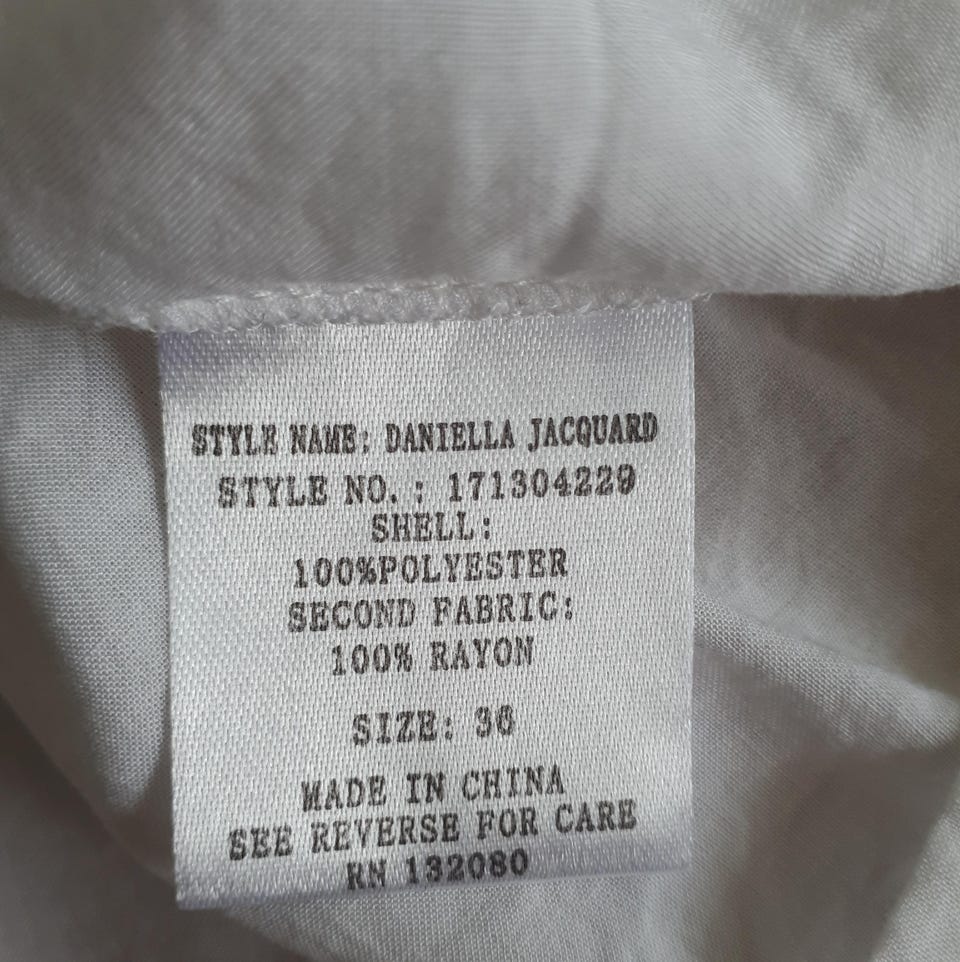 STYLE NAME: DANIELLA JACQUARD
STYLE NO.: 171304229
SHELL:
100%POLYESTER
SECOND FABRIC:
100% RAYON
SIZE: 36
MADE IN CHINA
SEE REVERSE FOR CARE
RN 132080